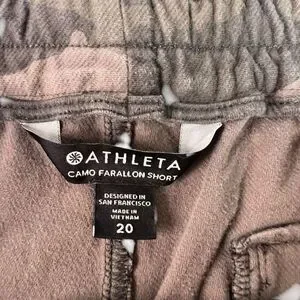 ATHLETA
CAMO FARALLON SHORT
DESIGNED IN
SAN FRANCISCO
MADE IN
VIETNAM
20